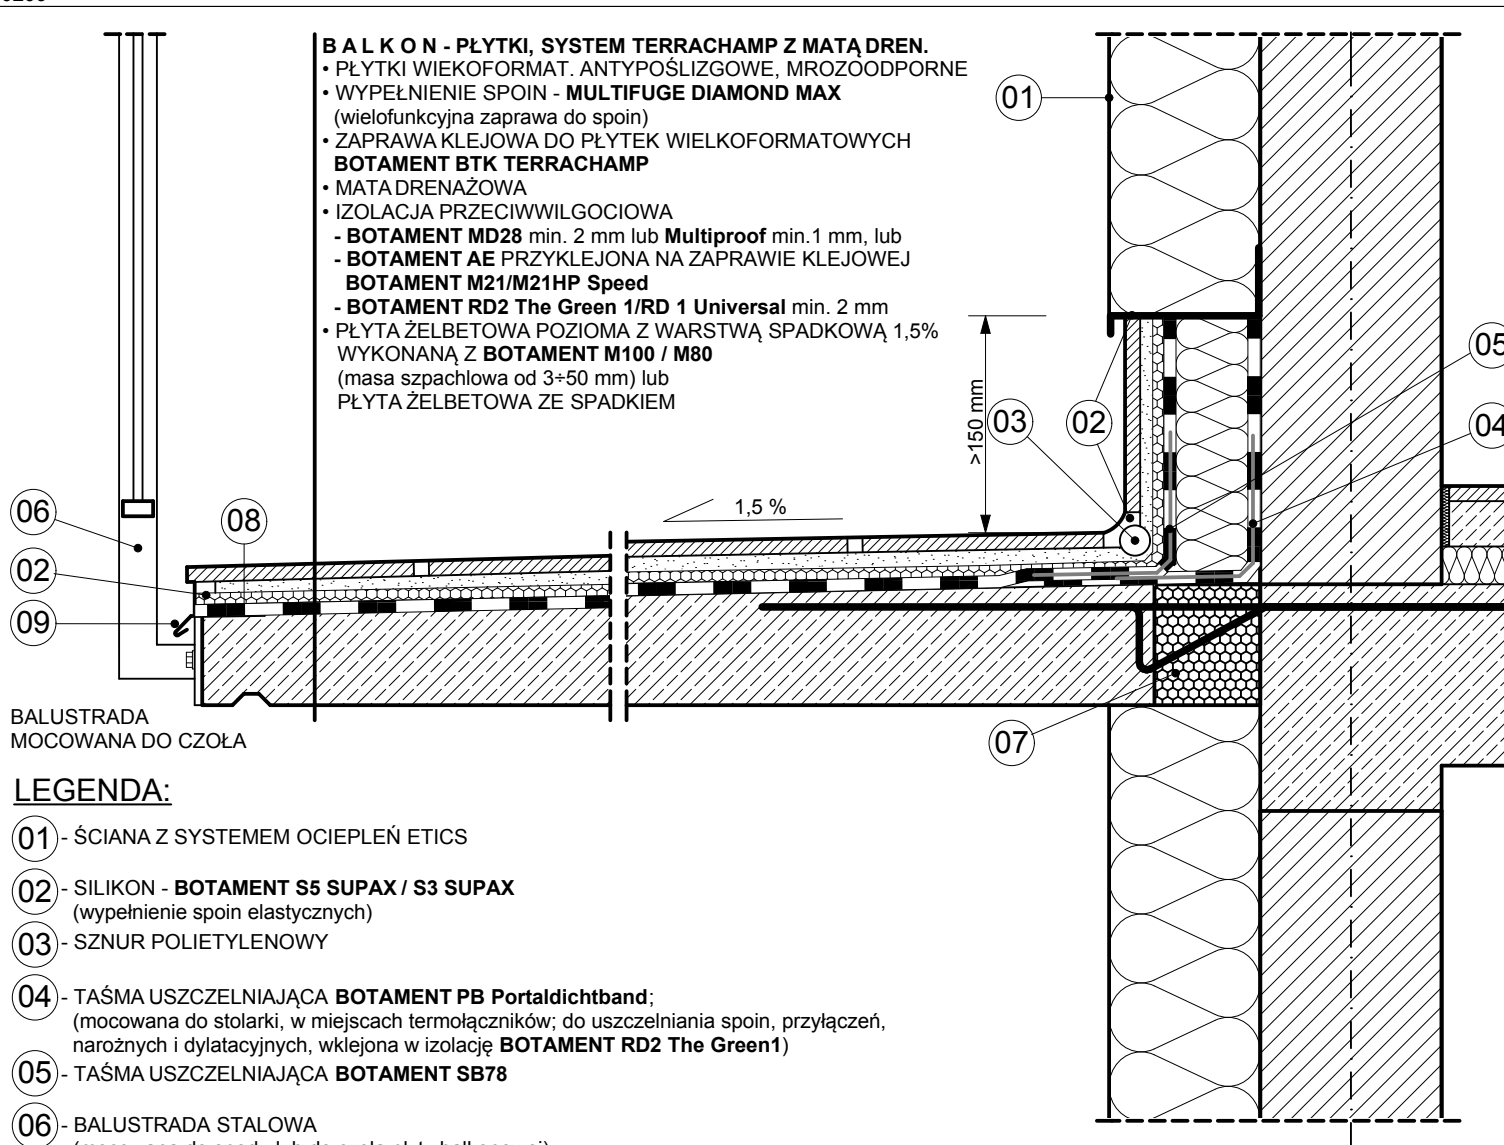 B A L K O N - PŁYTKI, SYSTEM TERRACHAMP Z MATĄ DREN.
• PŁYTKI WIEKOFORMAT. ANTYPOŚLIZGOWE, MROZOODPORNE
• WYPEŁNIENIE SPOIN - MULTIFUGE DIAMOND MAX
(wielofunkcyjna zaprawa do spoin)
• ZAPRAWA KLEJOWA DO PŁYTEK WIELKOFORMATOWYCH
BOTAMENT BTK TERRACHAMP
• MATA DRENAŻOWA
• IZOLACJA PRZECIWWILGOCIOWA
- BOTAMENT MD28 min. 2 mm lub Multiproof min.1 mm, lub
- BOTAMENT AE PRZYKLEJONA NA ZAPRAWIE KLEJOWEJ
BOTAMENT M21/M21HP Speed
- BOTAMENT RD2 The Green 1/RD 1 Universal min. 2 mm
• PŁYTA ŻELBETOWA POZIOMA Z WARSTWĄ SPADKOWĄ 1,5%
WYKONANĄ Z BOTAMENT M100 / M80
(masa szpachlowa od 3÷50 mm) lub
PŁYTA ŻELBETOWA ZE SPADKIEM
01
05
04
>150 mm
03
02
1,5 %
06
08
02
09
07
BALUSTRADA
MOCOWANA DO CZOŁA
LEGENDA:
01 - ŚCIANA Z SYSTEMEM OCIEPLEŃ ETICS
02 - SILIKON - BOTAMENT S5 SUPAX / S3 SUPAX
(wypełnienie spoin elastycznych)
03 - SZNUR POLIETYLENOWY
04 - TAŚMA USZCZELNIAJĄCA BOTAMENT PB Portaldichtband;
(mocowana do stolarki, w miejscach termołączników; do uszczelniania spoin, przyłączeń,
narożnych i dylatacyjnych, wklejona w izolację BOTAMENT RD2 The Green1)
05 - TAŚMA USZCZELNIAJĄCA BOTAMENT SB78
06 - BALUSTRADA STALOWA